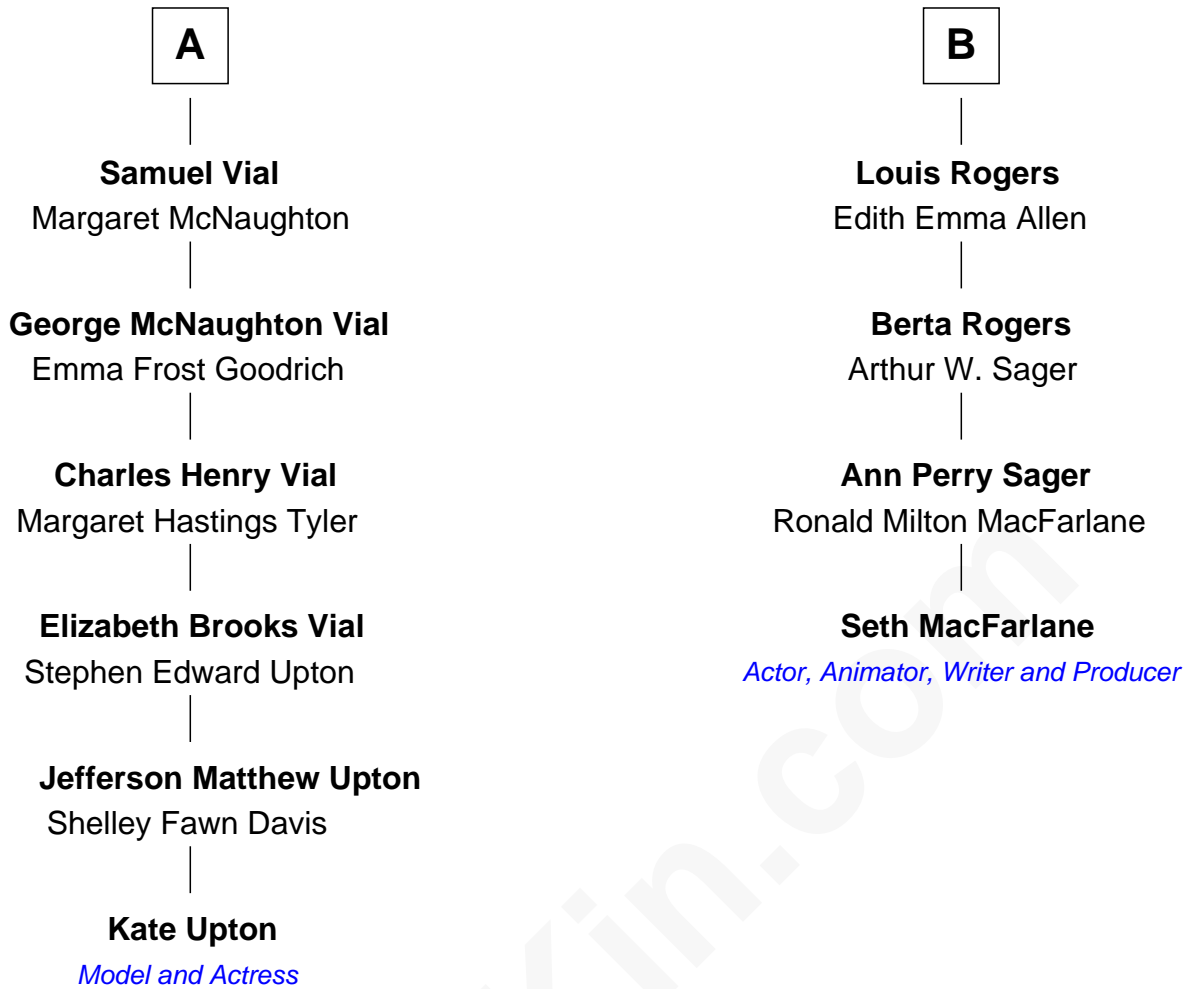 A
Samuel Vial
Margaret McNaughton
George McNaughton Vial
Emma Frost Goodrich
Charles Henry Vial
Margaret Hastings Tyler
Elizabeth Brooks Vial
Stephen Edward Upton
Jefferson Matthew Upton
Shelley Fawn Davis
Kate Upton
Model and Actress
B
Louis Rogers
Edith Emma Allen
Berta Rogers
Arthur W. Sager
Ann Perry Sager
Ronald Milton MacFarlane
Seth MacFarlane
Actor, Animator, Writer and Producer
Kin.com